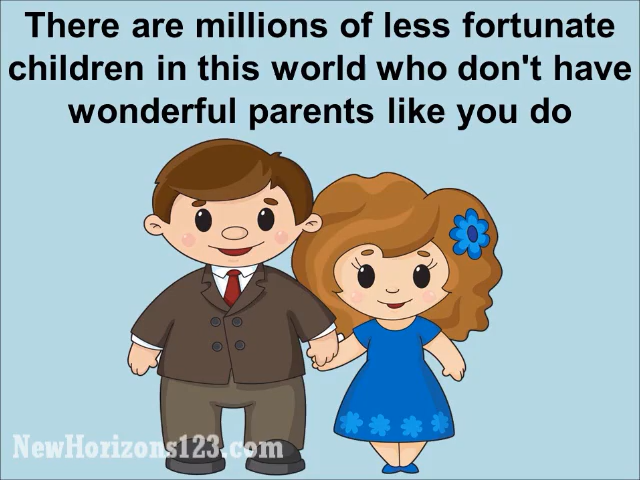 There are millions of less fortunate
children in this world who don't have
wonderful parents like you do
NewHorizons123.com